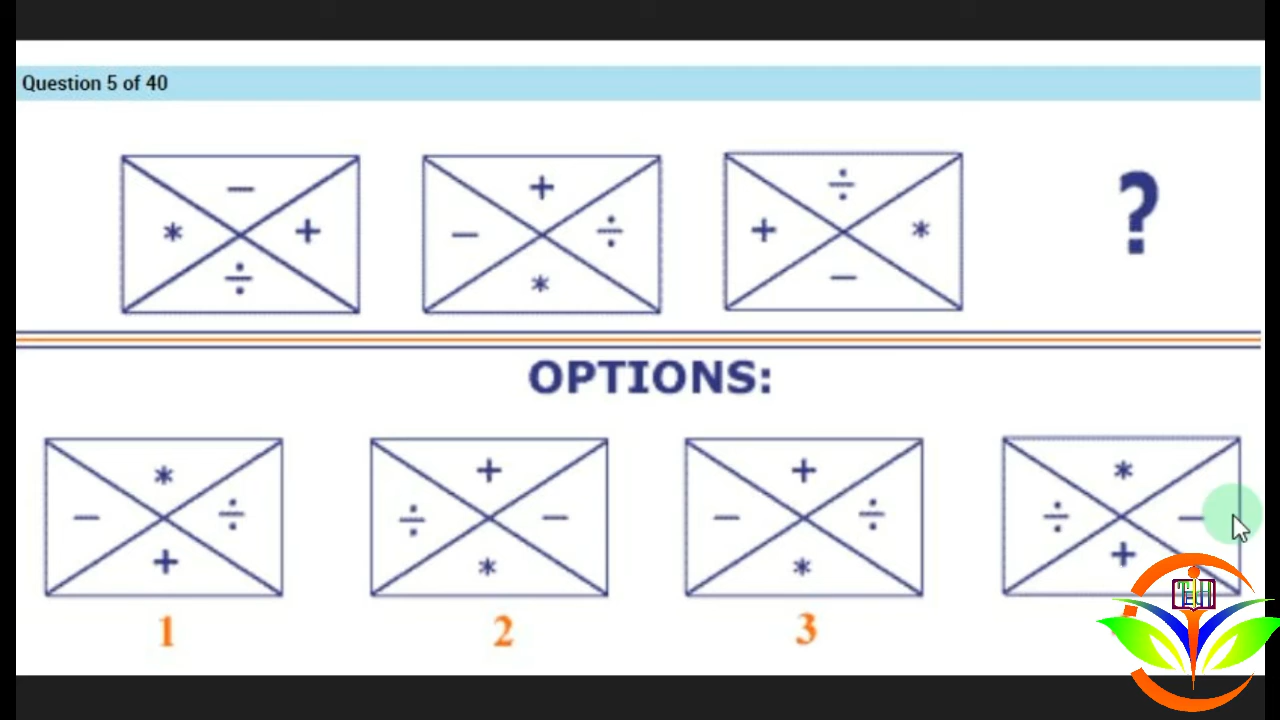 Question 5 of 40
− * + ÷
+ − ÷ *
÷ + * −
?
OPTIONS:
* − ÷ +
+ ÷ − *
+ − ÷ *
* ÷ − +
1 2 3